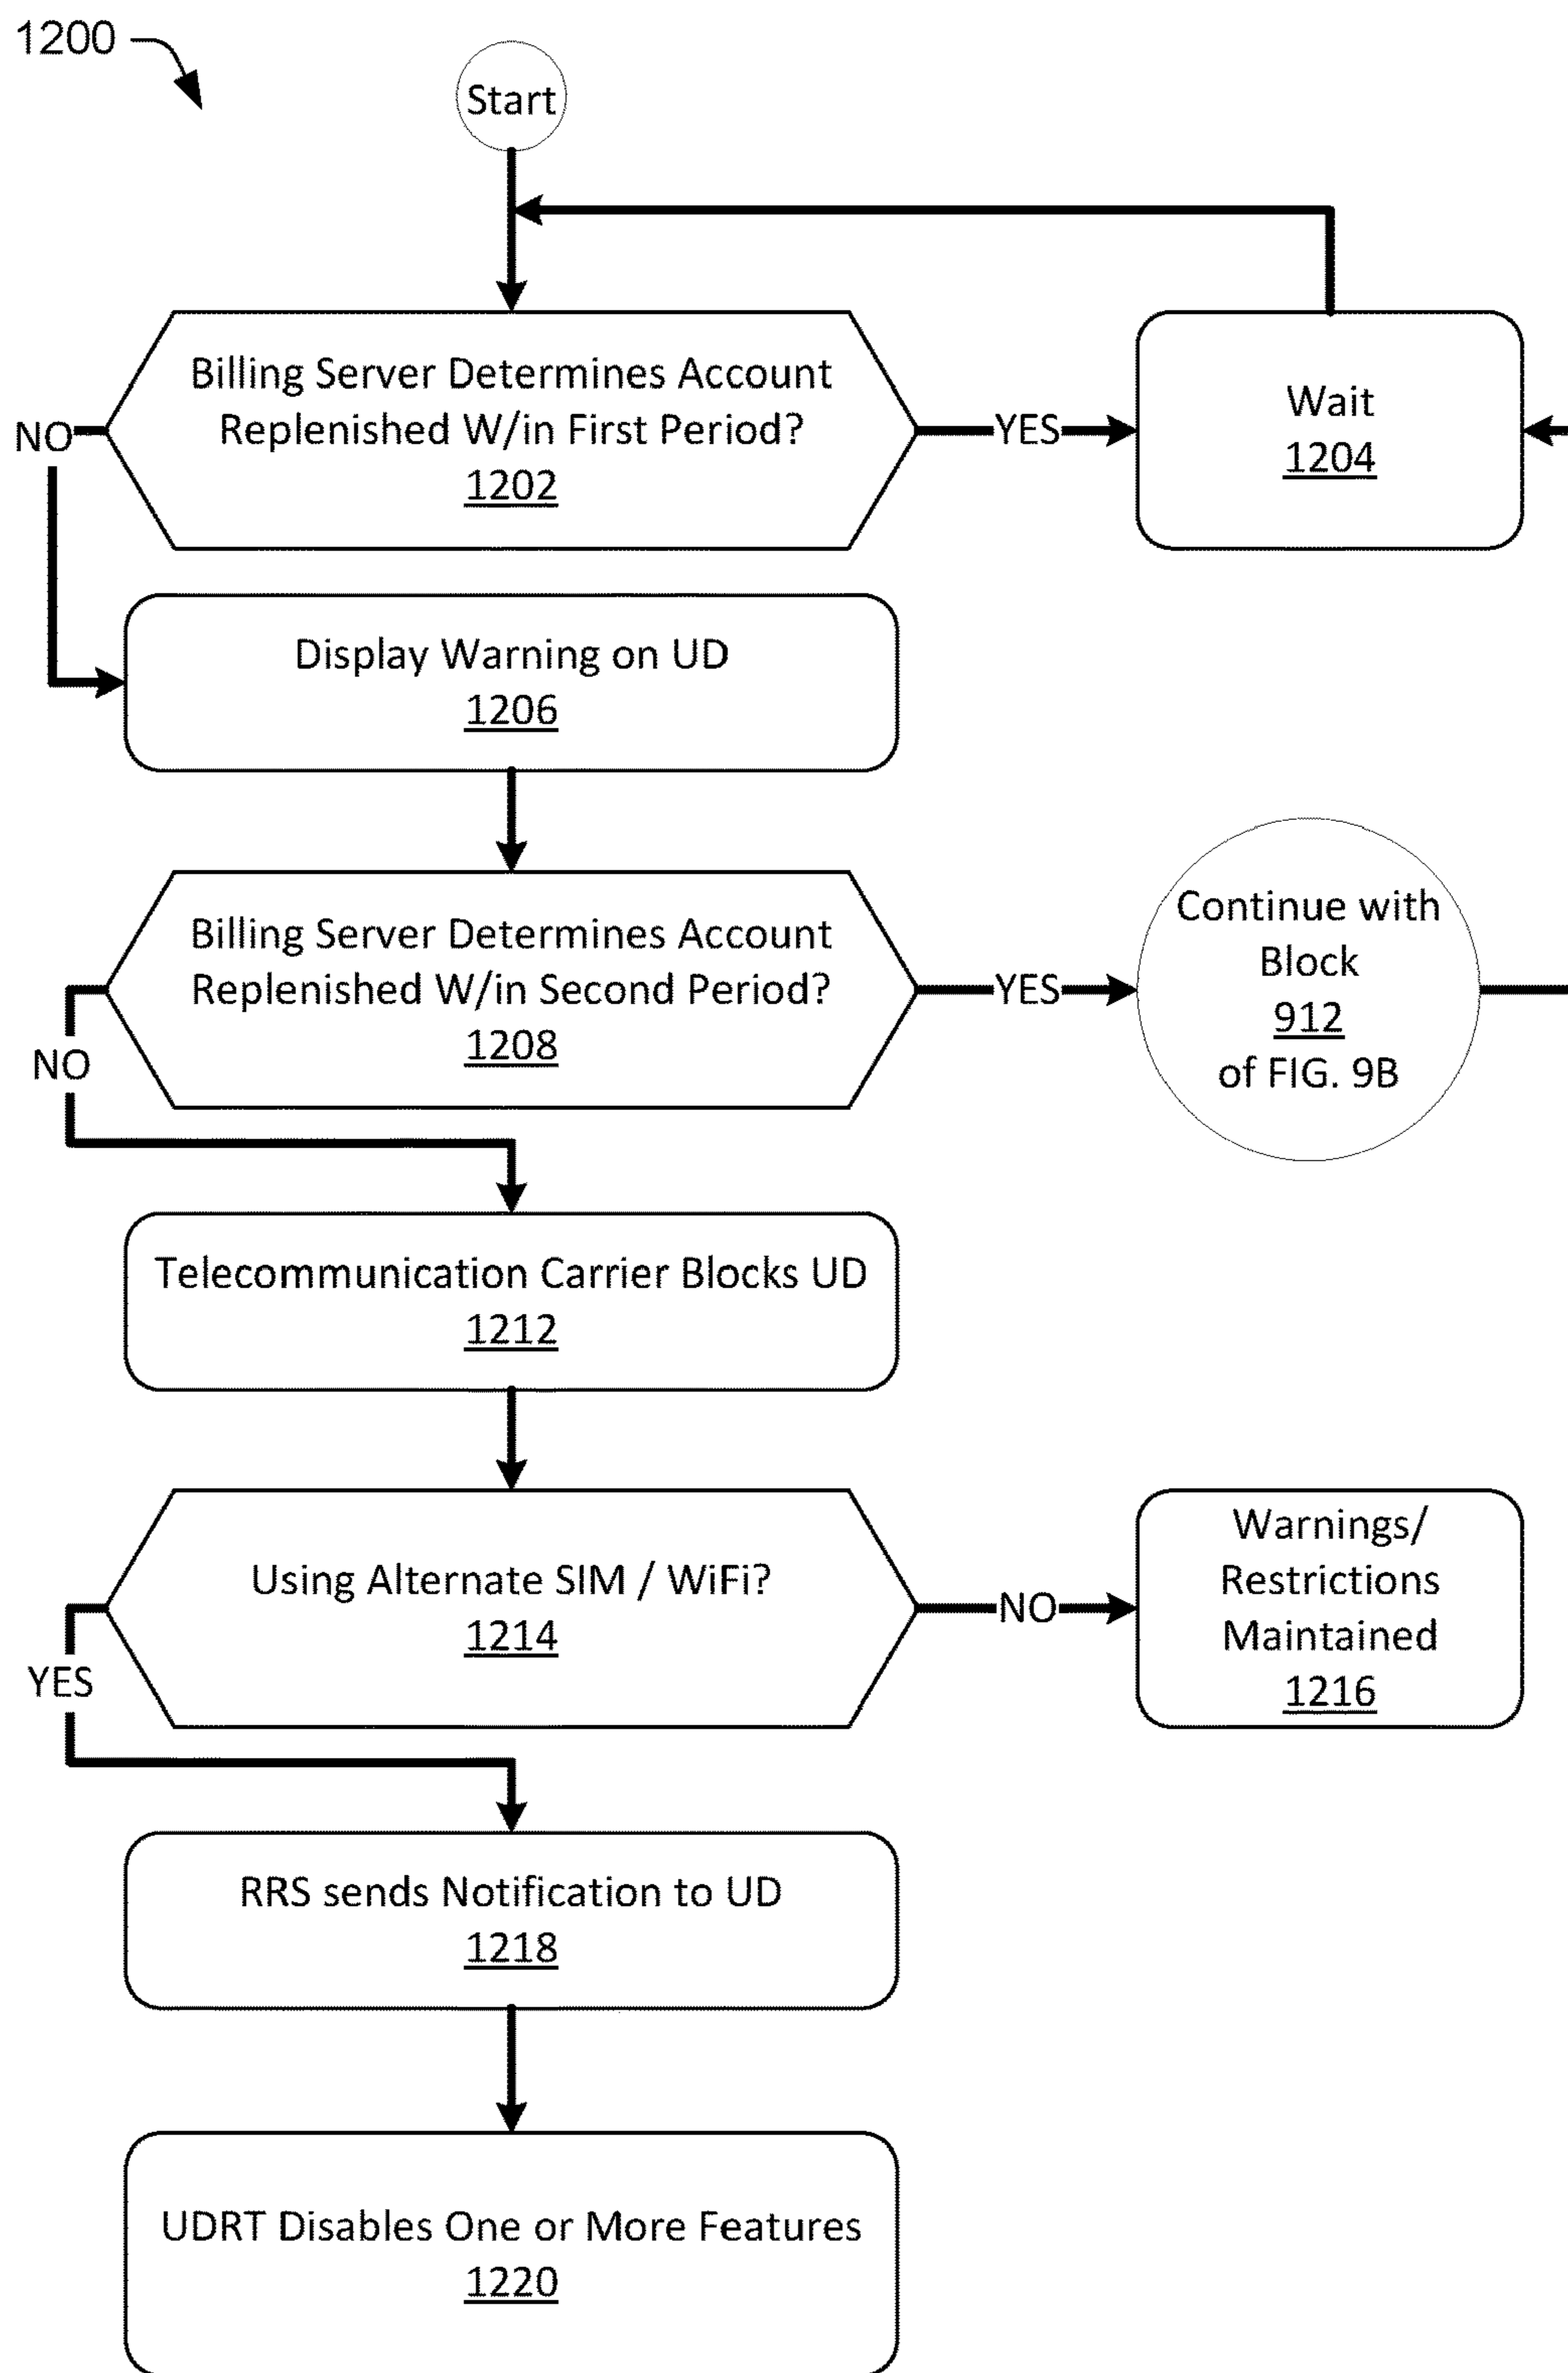 1200
Start
Billing Server Determines Account
Replenished W/in First Period?
1202
NO
YES
Wait
1204
Display Warning on UD
1206
Billing Server Determines Account
Replenished W/in Second Period?
1208
NO
YES
Continue with
Block
912
of FIG. 9B
Telecommunication Carrier Blocks UD
1212
Using Alternate SIM / WiFi?
1214
YES
NO
Warnings/
Restrictions
Maintained
1216
RRS sends Notification to UD
1218
UDRT Disables One or More Features
1220